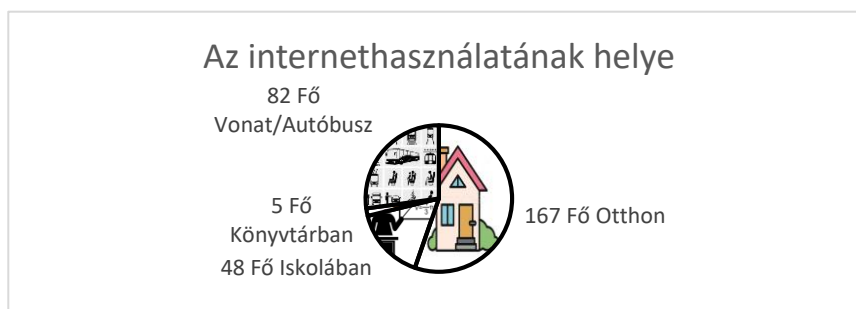 Az internethasználatának helye
82 Fő
Vonat/Autóbusz
5 Fő
Könyvtárban
48 Fő Iskolában
167 Fő Otthon